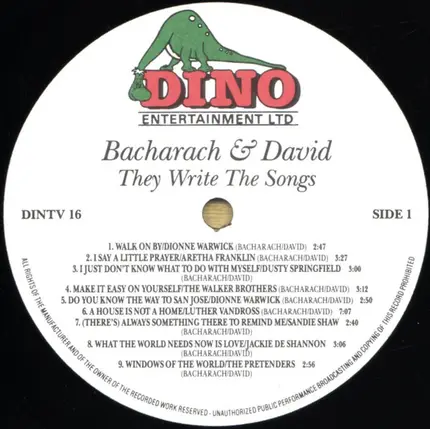 DINO
ENTERTAINMENT LTD
Bacharach & David
They Write The Songs
DINTV 16
SIDE 1
1. WALK ON BY/DIONNE WARWICK (BACHARACH/DAVID) 2:47
2. I SAY A LITTLE PRAYER/ARETHA FRANKLIN (BACHARACH/DAVID) 3:27
3. I JUST DON'T KNOW WHAT TO DO WITH MYSELF/DUSTY SPRINGFIELD 3:00
(BACHARACH/DAVID)
4. MAKE IT EASY ON YOURSELF/THE WALKER BROTHERS (BACHARACH/DAVID) 3:12
5. DO YOU KNOW THE WAY TO SAN JOSE/DIONNE WARWICK (BACHARACH/DAVID) 2:50
6. A HOUSE IS NOT A HOME/LUTHER VANDROSS (BACHARACH/DAVID) 7:07
7. (THERE'S) ALWAYS SOMETHING THERE TO REMIND ME/SANDIE SHAW 2:40
(BACHARACH/DAVID)
8. WHAT THE WORLD NEEDS NOW IS LOVE/JACKIE DE SHANNON 3:06
(BACHARACH/DAVID)
9. WINDOWS OF THE WORLD/THE PRETENDERS 2:56
(BACHARACH/DAVID)
ALL RIGHTS OF THE MANUFACTURER AND OF THE OWNER OF THE RECORDED WORK RESERVED - UNAUTHORIZED PUBLIC PERFORMANCE BROADCASTING AND COPYING OF THIS RECORD PROHIBITED